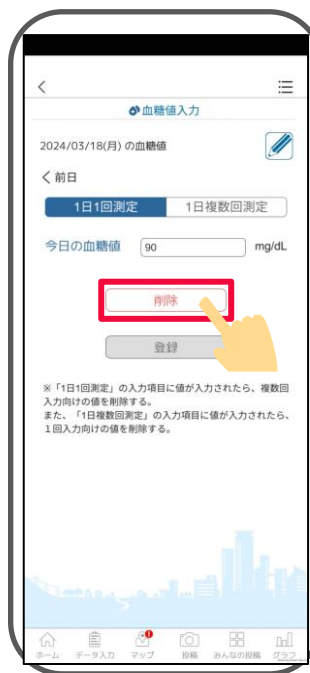 血糖値入力
2024/03/18(月) の血糖値
前日
1日1回測定 1日複数回測定
今日の血糖値 90 mg/dL
削除
登録
※「1日1回測定」の入力項目に値が入力されたら、複数回
入力向けの値を削除する。
また、「1日複数回測定」の入力項目に値が入力されたら、
1回入力向けの値を削除する。
ホーム データ入力 マップ 投稿 みんなの投稿 グラフ